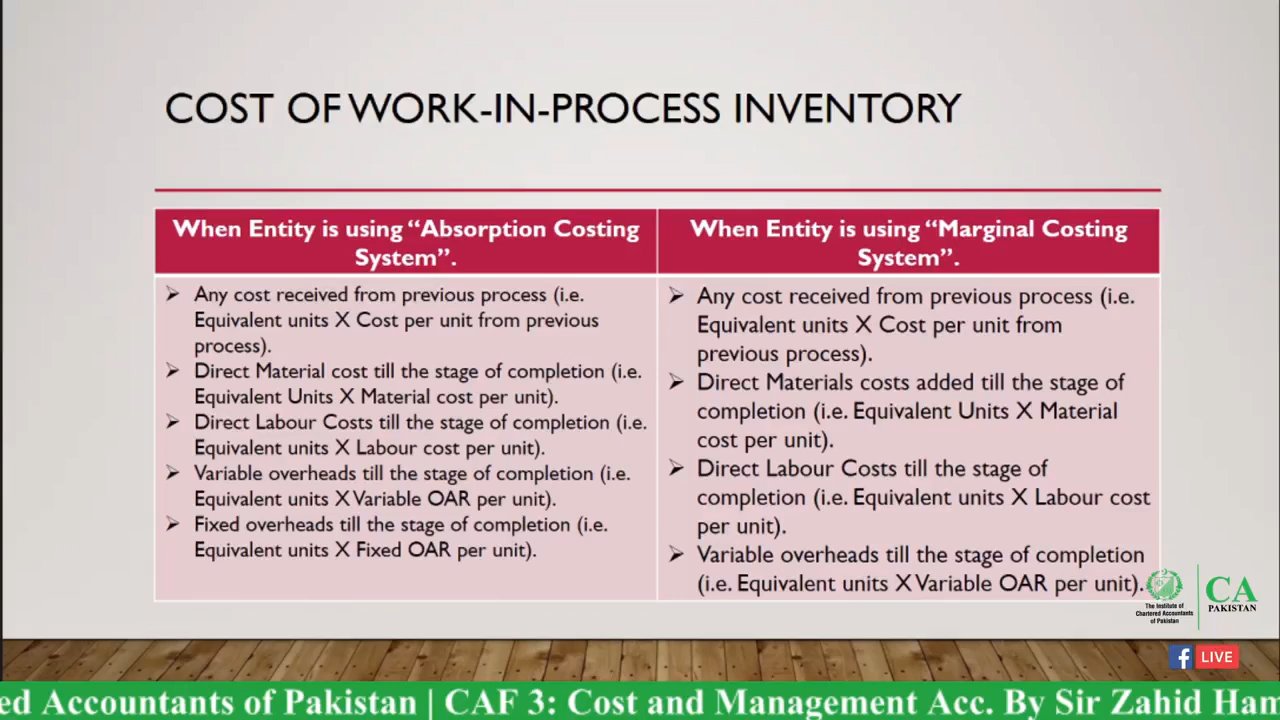 COST OF WORK-IN-PROCESS INVENTORY
When Entity is using “Absorption Costing
System”.
➢ Any cost received from previous process (i.e.
Equivalent units X Cost per unit from previous
process).
➢ Direct Material cost till the stage of completion (i.e.
Equivalent Units X Material cost per unit).
➢ Direct Labour Costs till the stage of completion (i.e.
Equivalent units X Labour cost per unit).
➢ Variable overheads till the stage of completion (i.e.
Equivalent units X Variable OAR per unit).
➢ Fixed overheads till the stage of completion (i.e.
Equivalent units X Fixed OAR per unit).
When Entity is using “Marginal Costing
System”.
➢ Any cost received from previous process (i.e.
Equivalent units X Cost per unit from
previous process).
➢ Direct Materials costs added till the stage of
completion (i.e. Equivalent Units X Material
cost per unit).
➢ Direct Labour Costs till the stage of
completion (i.e. Equivalent units X Labour cost
per unit).
➢ Variable overheads till the stage of completion
(i.e. Equivalent units X Variable OAR per unit).
The Institute of
Chartered Accountants
of Pakistan
CA
PAKISTAN
f LIVE
ed Accountants of Pakistan | CAF 3: Cost and Management Acc. By Sir Zahid Ham